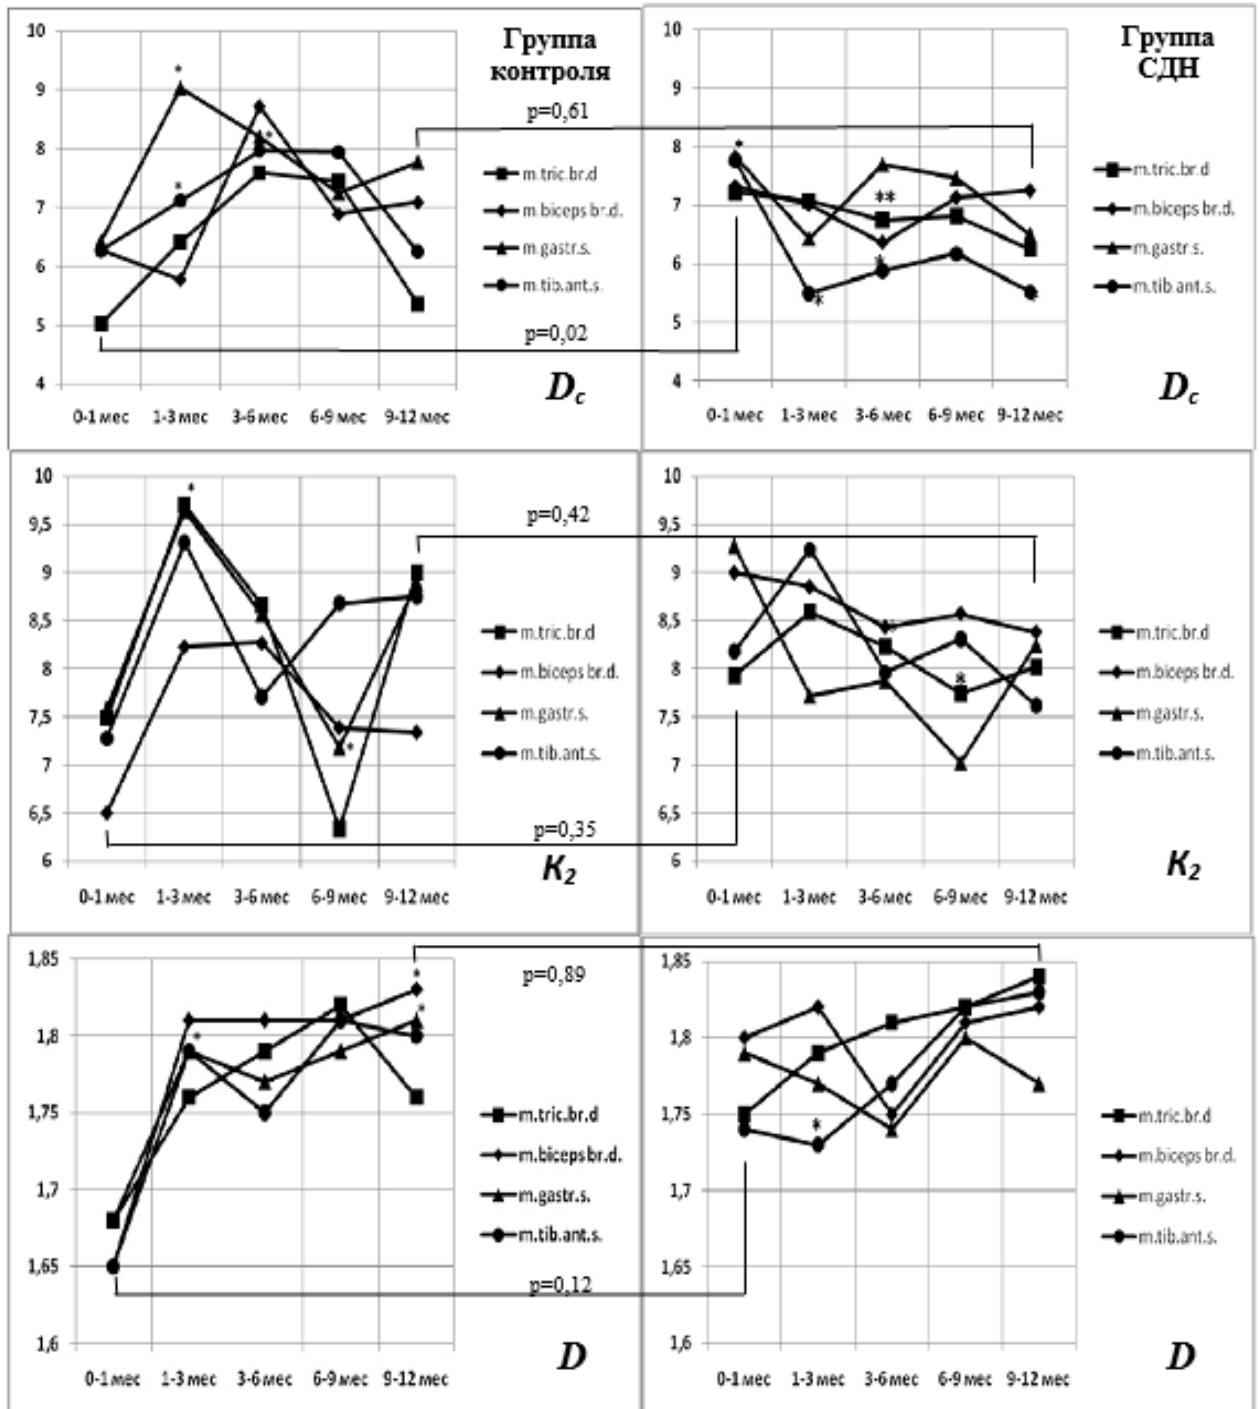 Группа
контроля
10
9
8
7
6
5
4
*
*
*
m.tric.br.d
m.biceps br.d.
m.gastr.s.
m.tib.ant.s.
0-1 мес 1-3 мес 3-6 мес 6-9 мес 9-12 мес
Dc
p=0,61
p=0,02
Группа
СДН
10
9
8
7
6
5
4
*
**
*
*
*
m.tric.br.d
m.biceps br.d.
m.gastr.s.
m.tib.ant.s.
0-1 мес 1-3 мес 3-6 мес 6-9 мес 9-12 мес
Dc
10
9,5
9
8,5
8
7,5
7
6,5
6
*
*
m.tric.br.d
m.biceps br.d.
m.gastr.s.
m.tib.ant.s.
0-1 мес 1-3 мес 3-6 мес 6-9 мес 9-12 мес
K2
p=0,42
p=0,35
10
9,5
9
8,5
8
7,5
7
6,5
6
*
m.tric.br.d
m.biceps br.d.
m.gastr.s.
m.tib.ant.s.
0-1 мес 1-3 мес 3-6 мес 6-9 мес 9-12 мес
K2
1,85
1,8
1,75
1,7
1,65
1,6
*
*
*
m.tric.br.d
m.biceps br.d.
m.gastr.s.
m.tib.ant.s.
0-1 мес 1-3 мес 3-6 мес 6-9 мес 9-12 мес
D
p=0,89
p=0,12
1,85
1,8
1,75
1,7
1,65
1,6
*
m.tric.br.d
m.biceps br.d.
m.gastr.s.
m.tib.ant.s.
0-1 мес 1-3 мес 3-6 мес 6-9 мес 9-12 мес
D